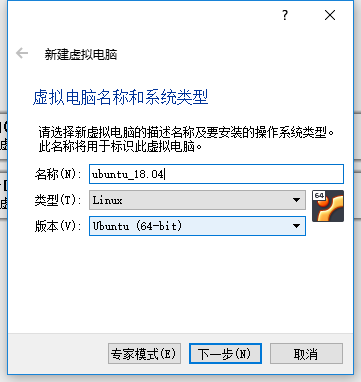 ?
新建虚拟电脑
虚拟电脑名称和系统类型
请选择新虚拟电脑的描述名称及要安装的操作系统类型。
此名称将用于标识此虚拟电脑。
名称(N): ubuntu_18.04
类型(T): Linux
64
版本(V): Ubuntu (64-bit)
专家模式(E) 下一步(N) 取消